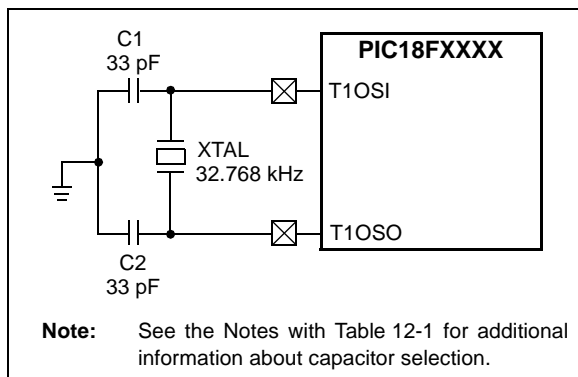 C1
33 pF
PIC18FXXXX
T1OSI
XTAL
32.768 kHz
T1OSO
C2
33 pF
Note: See the Notes with Table 12-1 for additional
information about capacitor selection.